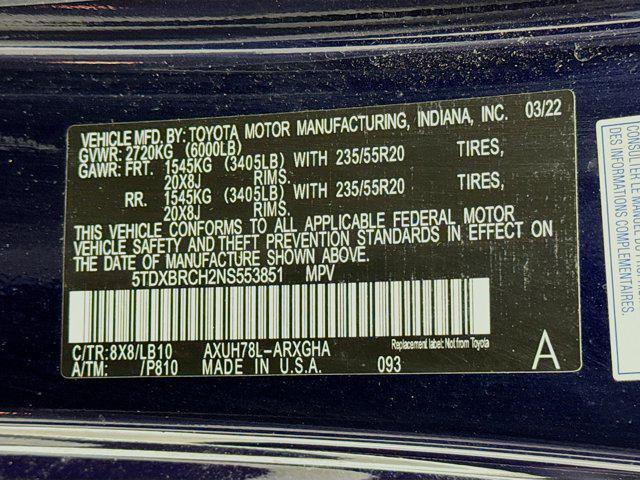 VEHICLE MFD. BY: TOYOTA MOTOR MANUFACTURING, INDIANA, INC. 03/22
GVWR: 2720KG (6000LB)
GAWR: FRT. 1545KG (3405LB) WITH 235/55R20 TIRES,
20X8J RIMS.
RR. 1545KG (3405LB) WITH 235/55R20 TIRES,
20X8J RIMS.
THIS VEHICLE CONFORMS TO ALL APPLICABLE FEDERAL MOTOR
VEHICLE SAFETY AND THEFT PREVENTION STANDARDS IN EFFECT ON
THE DATE OF MANUFACTURE SHOWN ABOVE.
5TDXBRCH2NS553851 MPV
C/TR: 8X8/LB10 AXUH78L-ARXGHA Replacement label: Not from Toyota
A/TM: /P810 MADE IN U.S.A. 093 A
CONSULTER
LE MANUEL
INFORMATIONS
COMPLÉMENTAIRES.